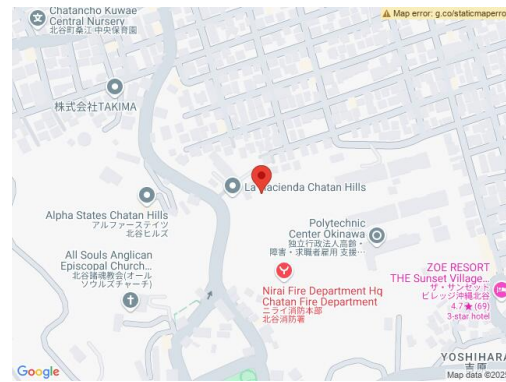 Chatancho Kuwae
Central Nursery
北谷町桑江中央保育園
Map error: g.co/staticmaperro
株式会社TAKIMA
La Hacienda Chatan Hills
Alpha States Chatan Hills
アルファーステイツ
北谷ヒルズ
Polytechnic
Center Okinawa
独立行政法人高齢・
障害・求職者雇用 支援…
All Souls Anglican
Episcopal Church...
北谷諸魂教会(オール
ソウルズチャーチ)
Nirai Fire Department Hq
Chatan Fire Department
ニライ消防本部
北谷消防署
ZOE RESORT
THE Sunset Village...
ザ・サンセット
ビレッジ沖縄北谷
4.7★(69)
3-star hotel
YOSHIHARA
吉原
Google
Map data ©2025